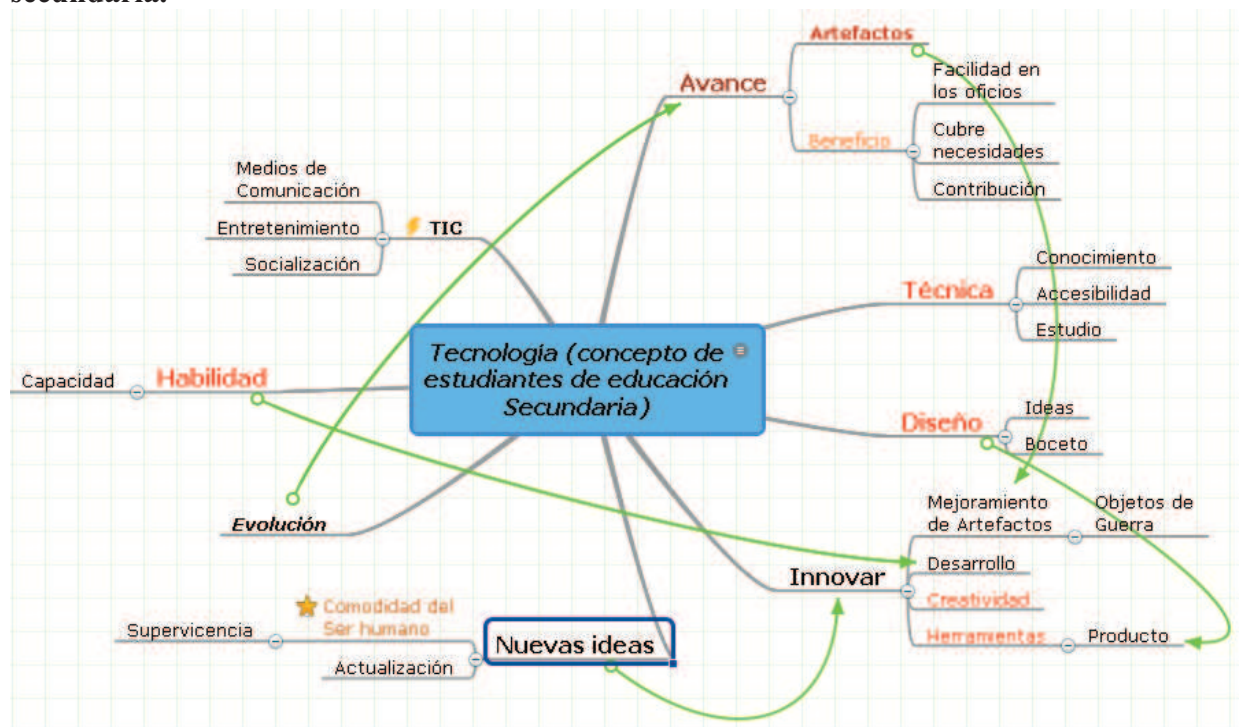 secundaria.
Artefactos
Avance
Facilidad en
los oficios
Beneficio
Cubre
necesidades
Contribución
Medios de
Comunicación
Entretenimiento
TIC
Socialización
Conocimiento
Técnica
Accesibilidad
Estudio
Tecnología (concepto de
estudiantes de educación
Secundaria)
Capacidad
Habilidad
Ideas
Diseño
Boceto
Evolución
Mejoramiento
de Artefactos
Objetos de
Guerra
Innovar
Desarrollo
Creatividad
Herramientas
Producto
Comodidad del
Ser humano
Supervicencia
Nuevas ideas
Actualización